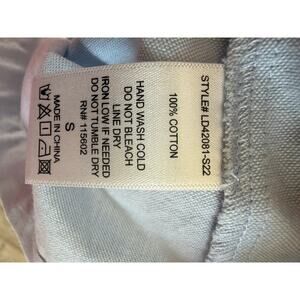 STYLE# LD42081-S22
100% COTTON
HAND WASH COLD
DO NOT BLEACH
LINE DRY
IRON LOW IF NEEDED
DO NOT TUMBLE DRY
RN# 115602
S
MADE IN CHINA